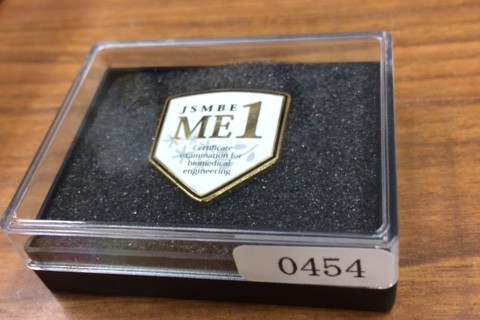 JSMBE
ME1
Certificate
examination for
biomedical
engineering
0454